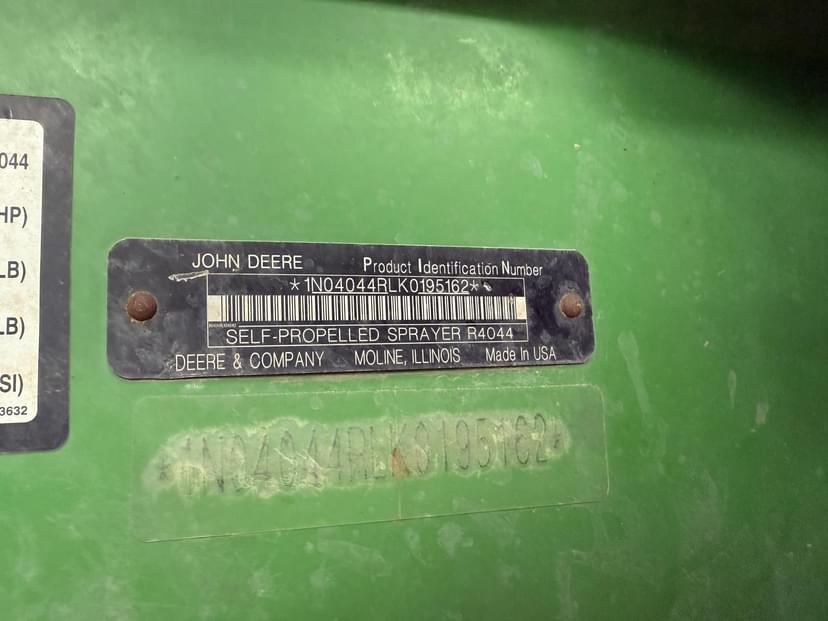 044
HP)
LB)
LB)
SI)
3632
JOHN DEERE
Product Identification Number
*1N04044RLK0195162*
SELF-PROPELLED SPRAYER R4044
DEERE & COMPANY MOLINE, ILLINOIS Made In USA
*1N04044RLK0195162*